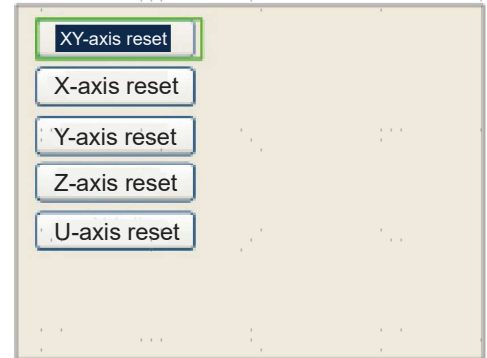 XY-axis reset
X-axis reset
Y-axis reset
Z-axis reset
U-axis reset